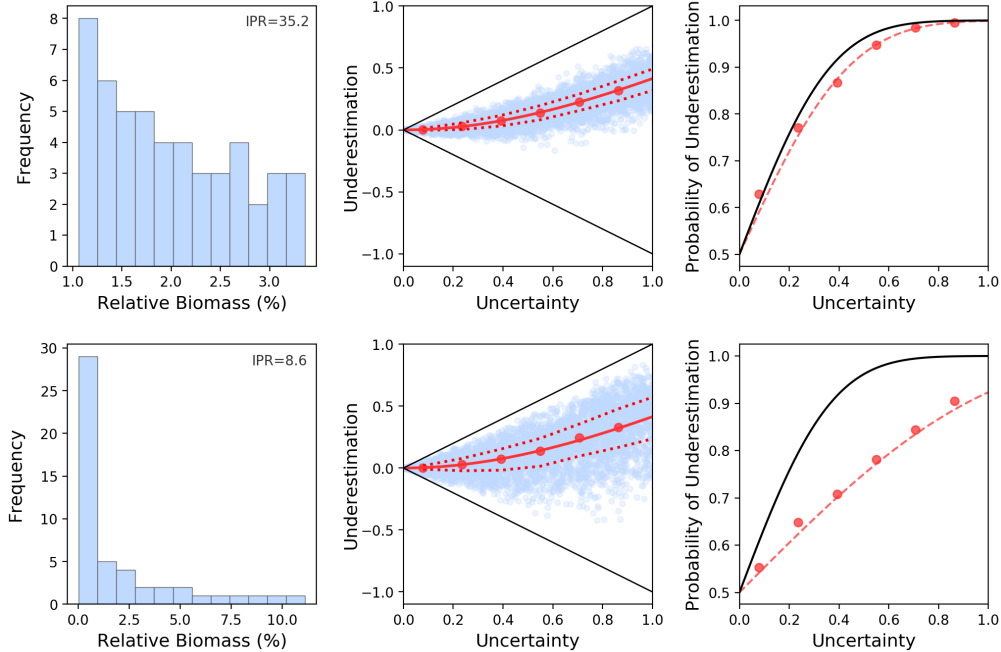 IPR=35.2
Frequency
8
7
6
5
4
3
2
1
0
1.0 1.5 2.0 2.5 3.0
Relative Biomass (%)
Underestimation
1.0
0.5
0.0
−0.5
−1.0
0.0 0.2 0.4 0.6 0.8 1.0
Uncertainty
Probability of Underestimation
1.0
0.9
0.8
0.7
0.6
0.5
0.0 0.2 0.4 0.6 0.8 1.0
Uncertainty
IPR=8.6
Frequency
30
25
20
15
10
5
0
0.0 2.5 5.0 7.5 10.0
Relative Biomass (%)
Underestimation
1.0
0.5
0.0
−0.5
−1.0
0.0 0.2 0.4 0.6 0.8 1.0
Uncertainty
Probability of Underestimation
1.0
0.9
0.8
0.7
0.6
0.5
0.0 0.2 0.4 0.6 0.8 1.0
Uncertainty